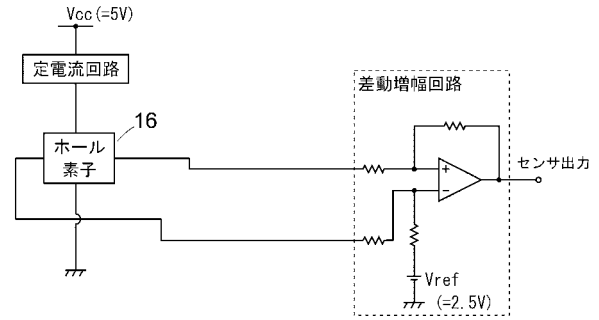 Vcc(=5V)
定電流回路
16
ホール
素子
差動増幅回路
+
−
センサ出力
Vref
(=2.5V)